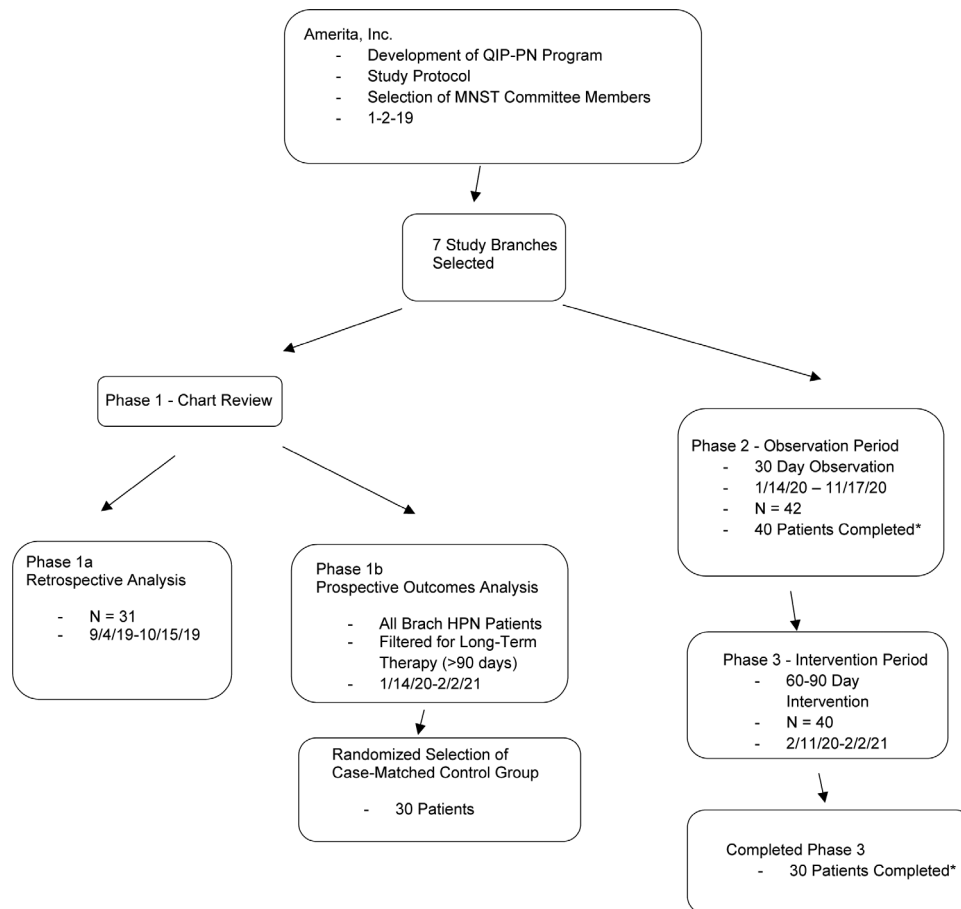 Amerita, Inc.
- Development of QIP-PN Program
- Study Protocol
- Selection of MNST Committee Members
- 1-2-19
7 Study Branches
Selected
Phase 1 - Chart Review
Phase 2 - Observation Period
- 30 Day Observation
- 1/14/20 – 11/17/20
- N = 42
- 40 Patients Completed*
Phase 1a
Retrospective Analysis
- N = 31
- 9/4/19-10/15/19
Phase 1b
Prospective Outcomes Analysis
- All Brach HPN Patients
- Filtered for Long-Term
Therapy (>90 days)
- 1/14/20-2/2/21
Phase 3 - Intervention Period
- 60-90 Day
Intervention
- N = 40
- 2/11/20-2/2/21
Randomized Selection of
Case-Matched Control Group
- 30 Patients
Completed Phase 3
- 30 Patients Completed*